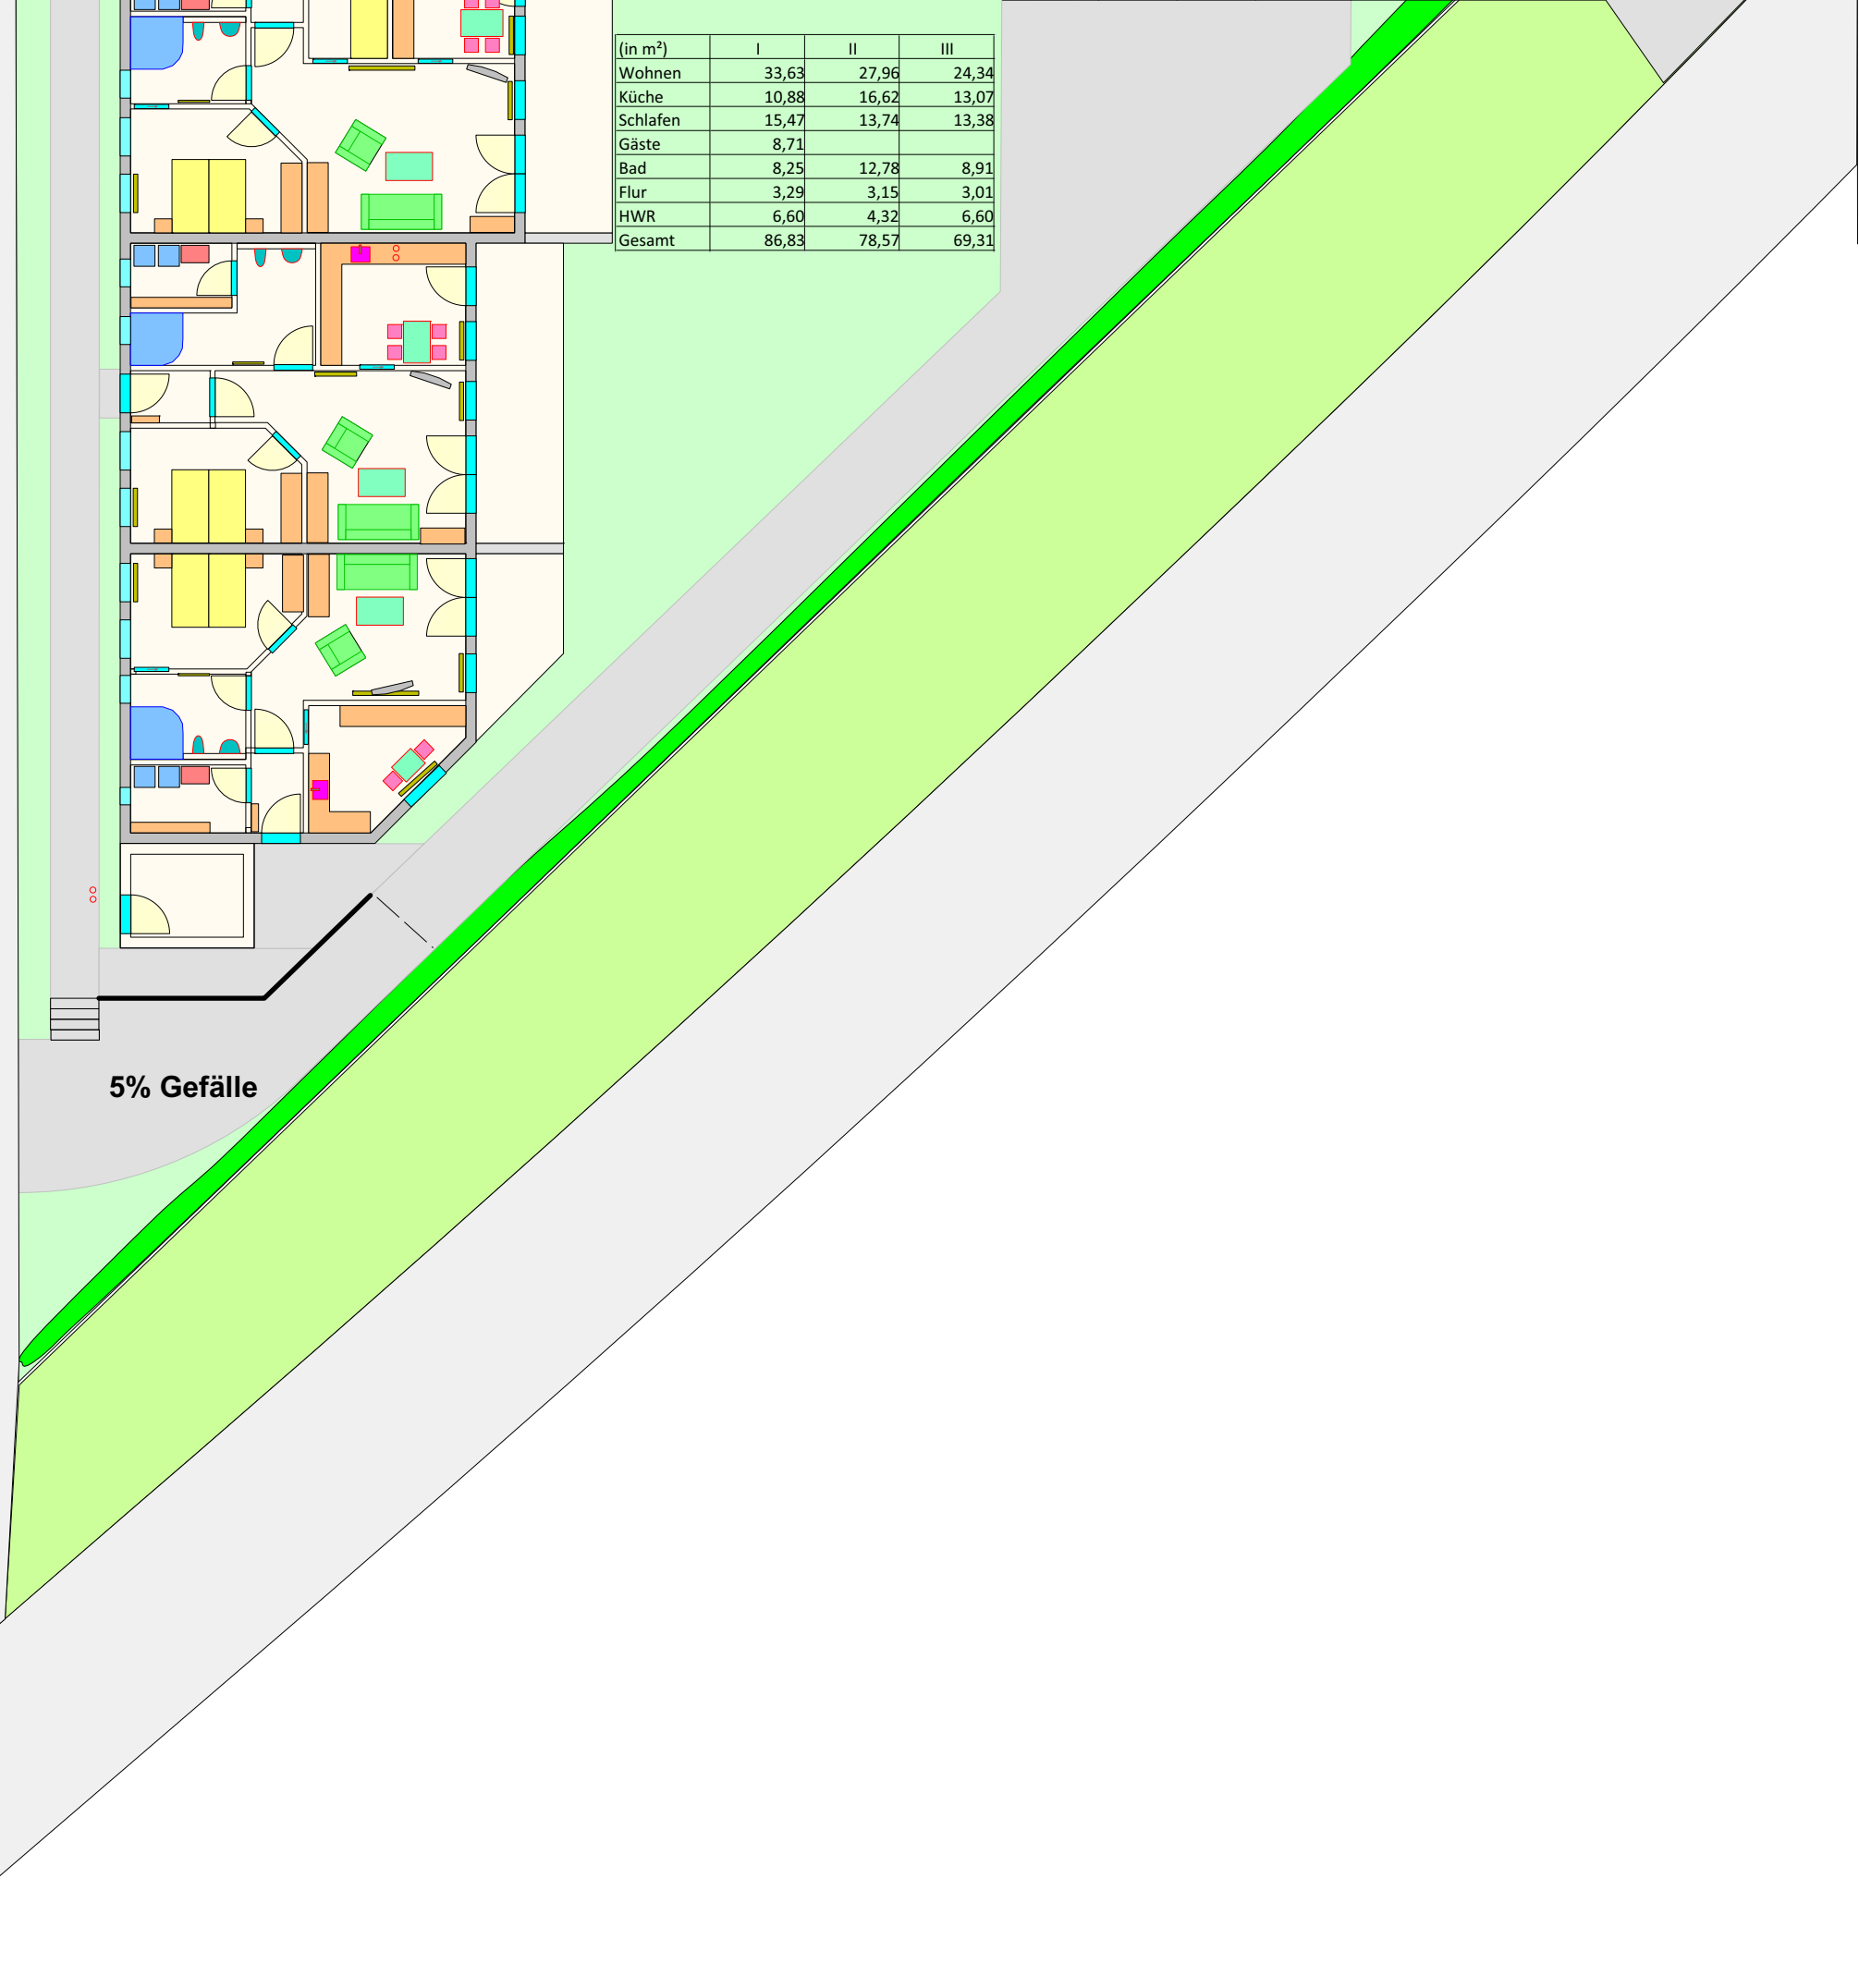 (in m²) I II III
Wohnen 33,63 27,96 24,34
Küche 10,88 16,62 13,07
Schlafen 15,47 13,74 13,38
Gäste 8,71
Bad 8,25 12,78 8,91
Flur 3,29 3,15 3,01
HWR 6,60 4,32 6,60
Gesamt 86,83 78,57 69,31
5% Gefälle